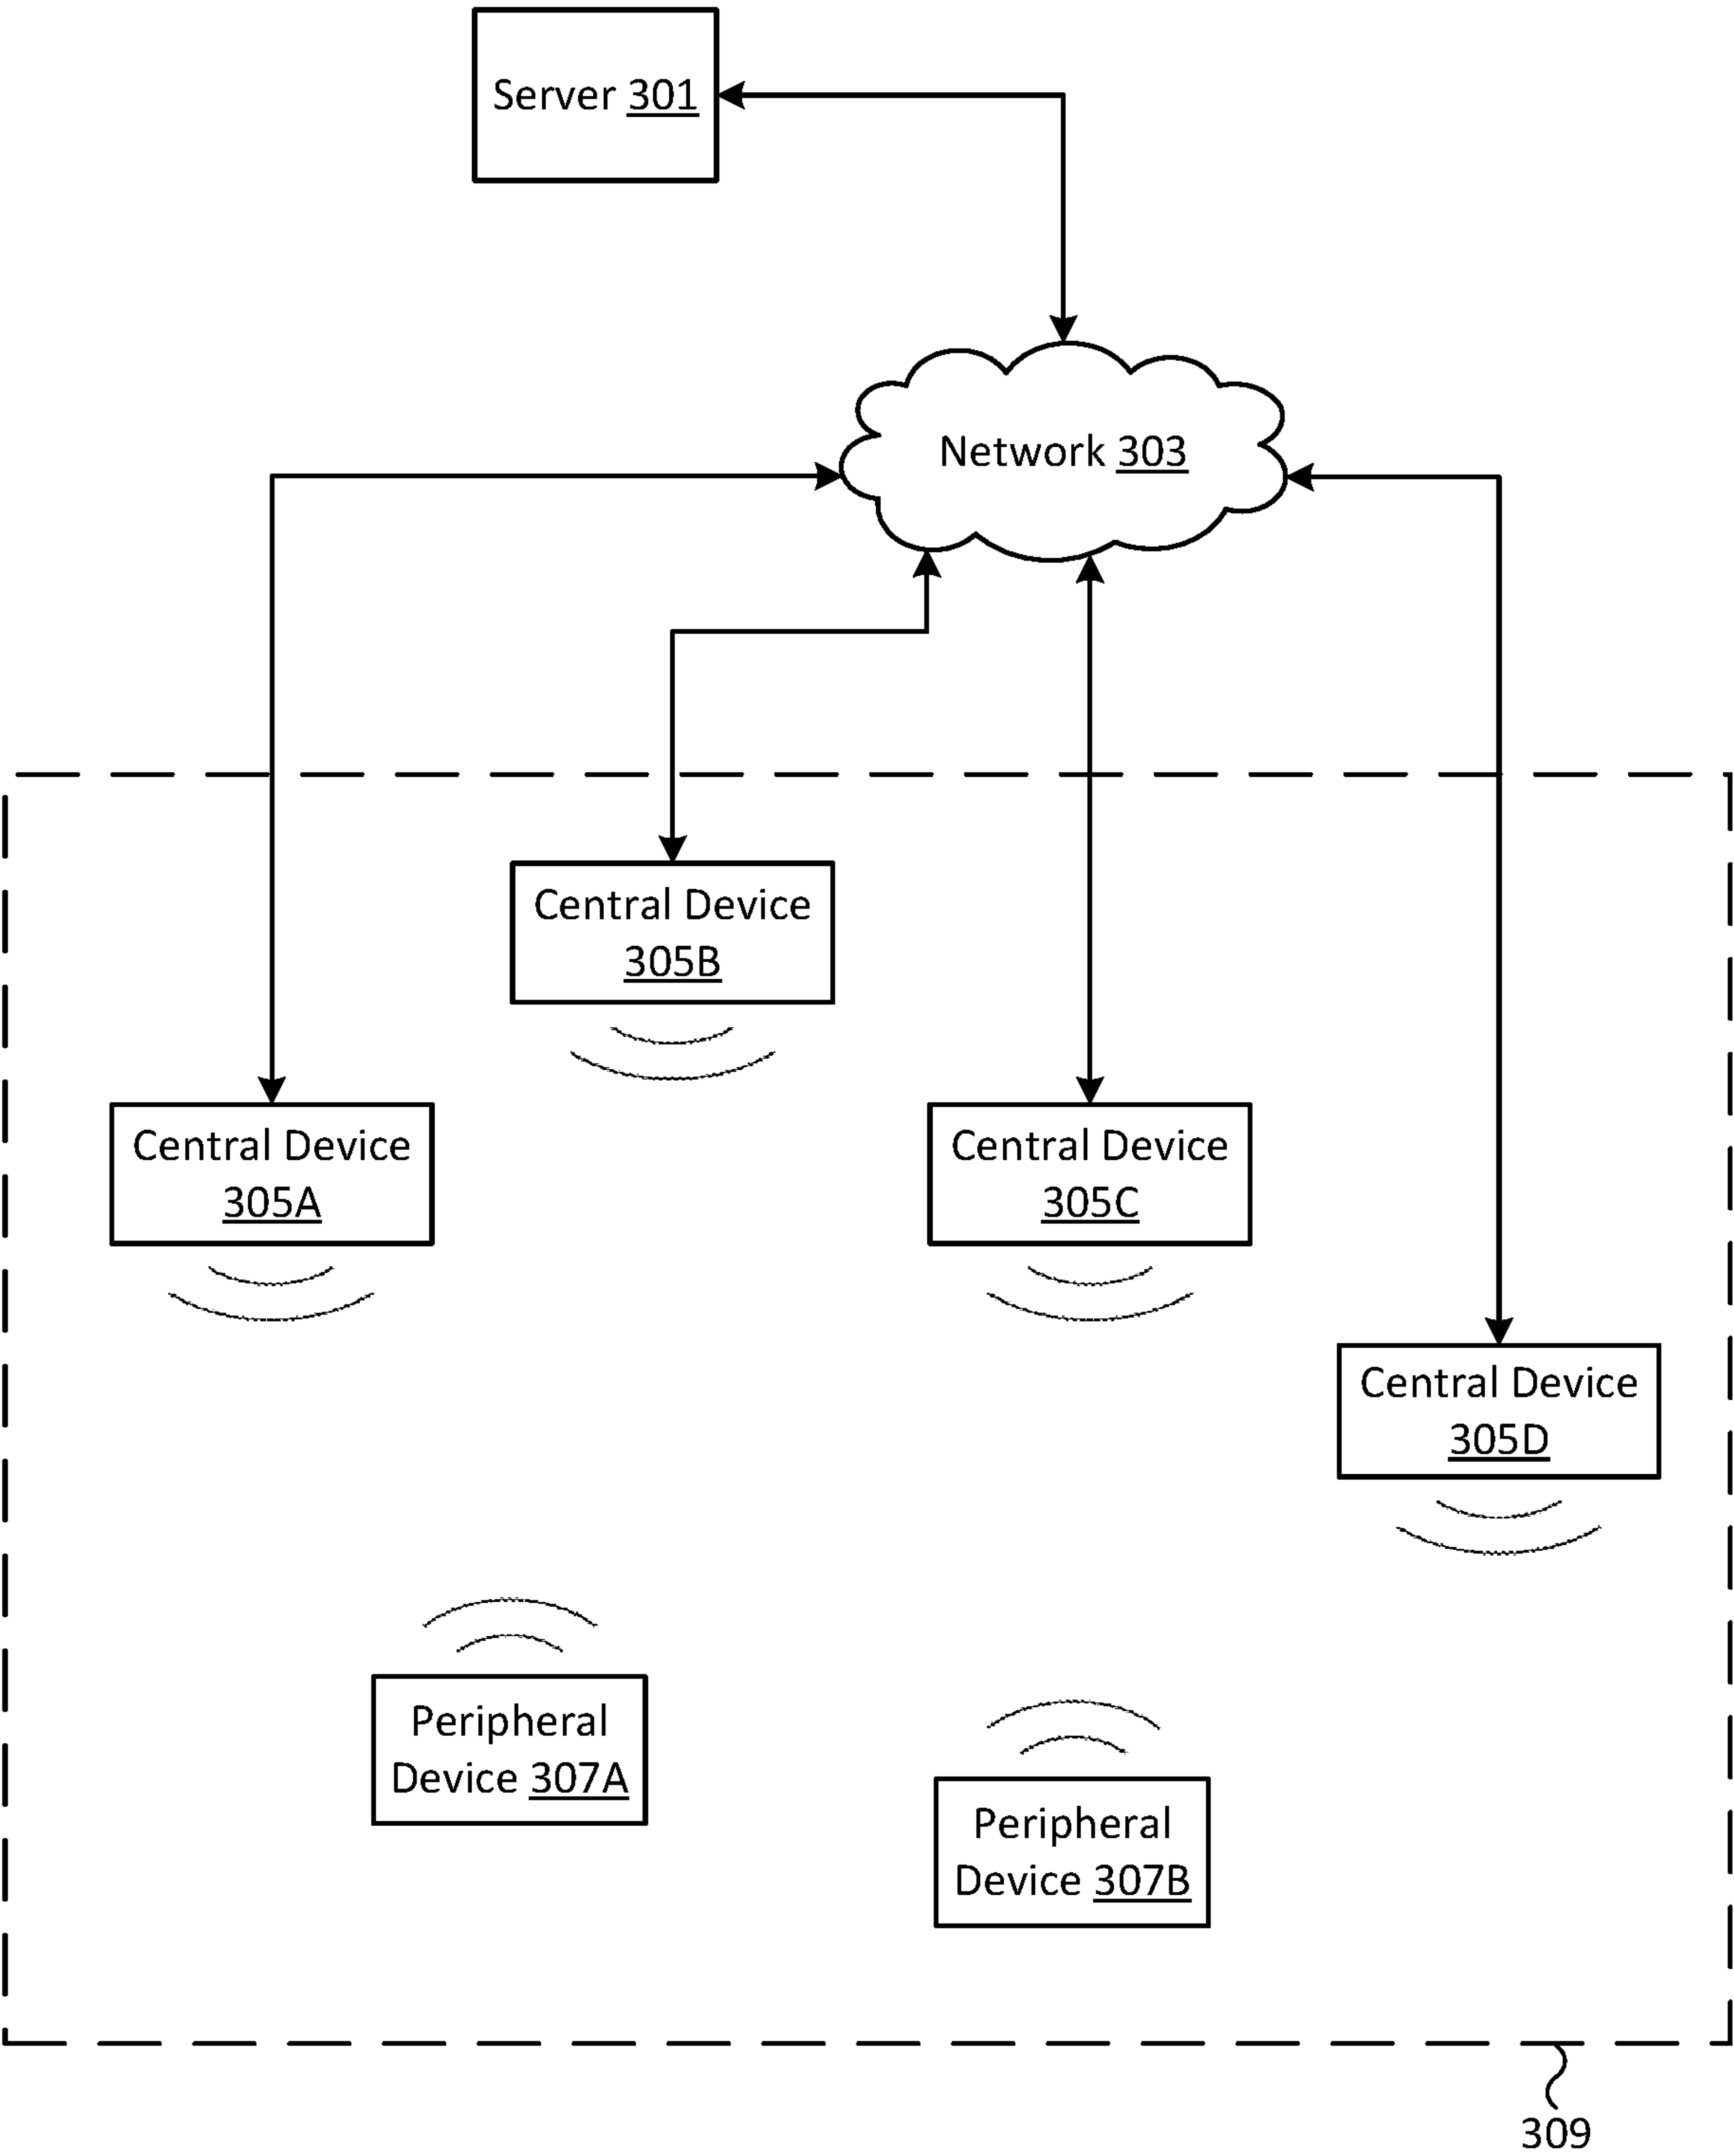 Server 301
Network 303
Central Device
305B
Central Device
305A
Central Device
305C
Central Device
305D
Peripheral
Device 307A
Peripheral
Device 307B
309